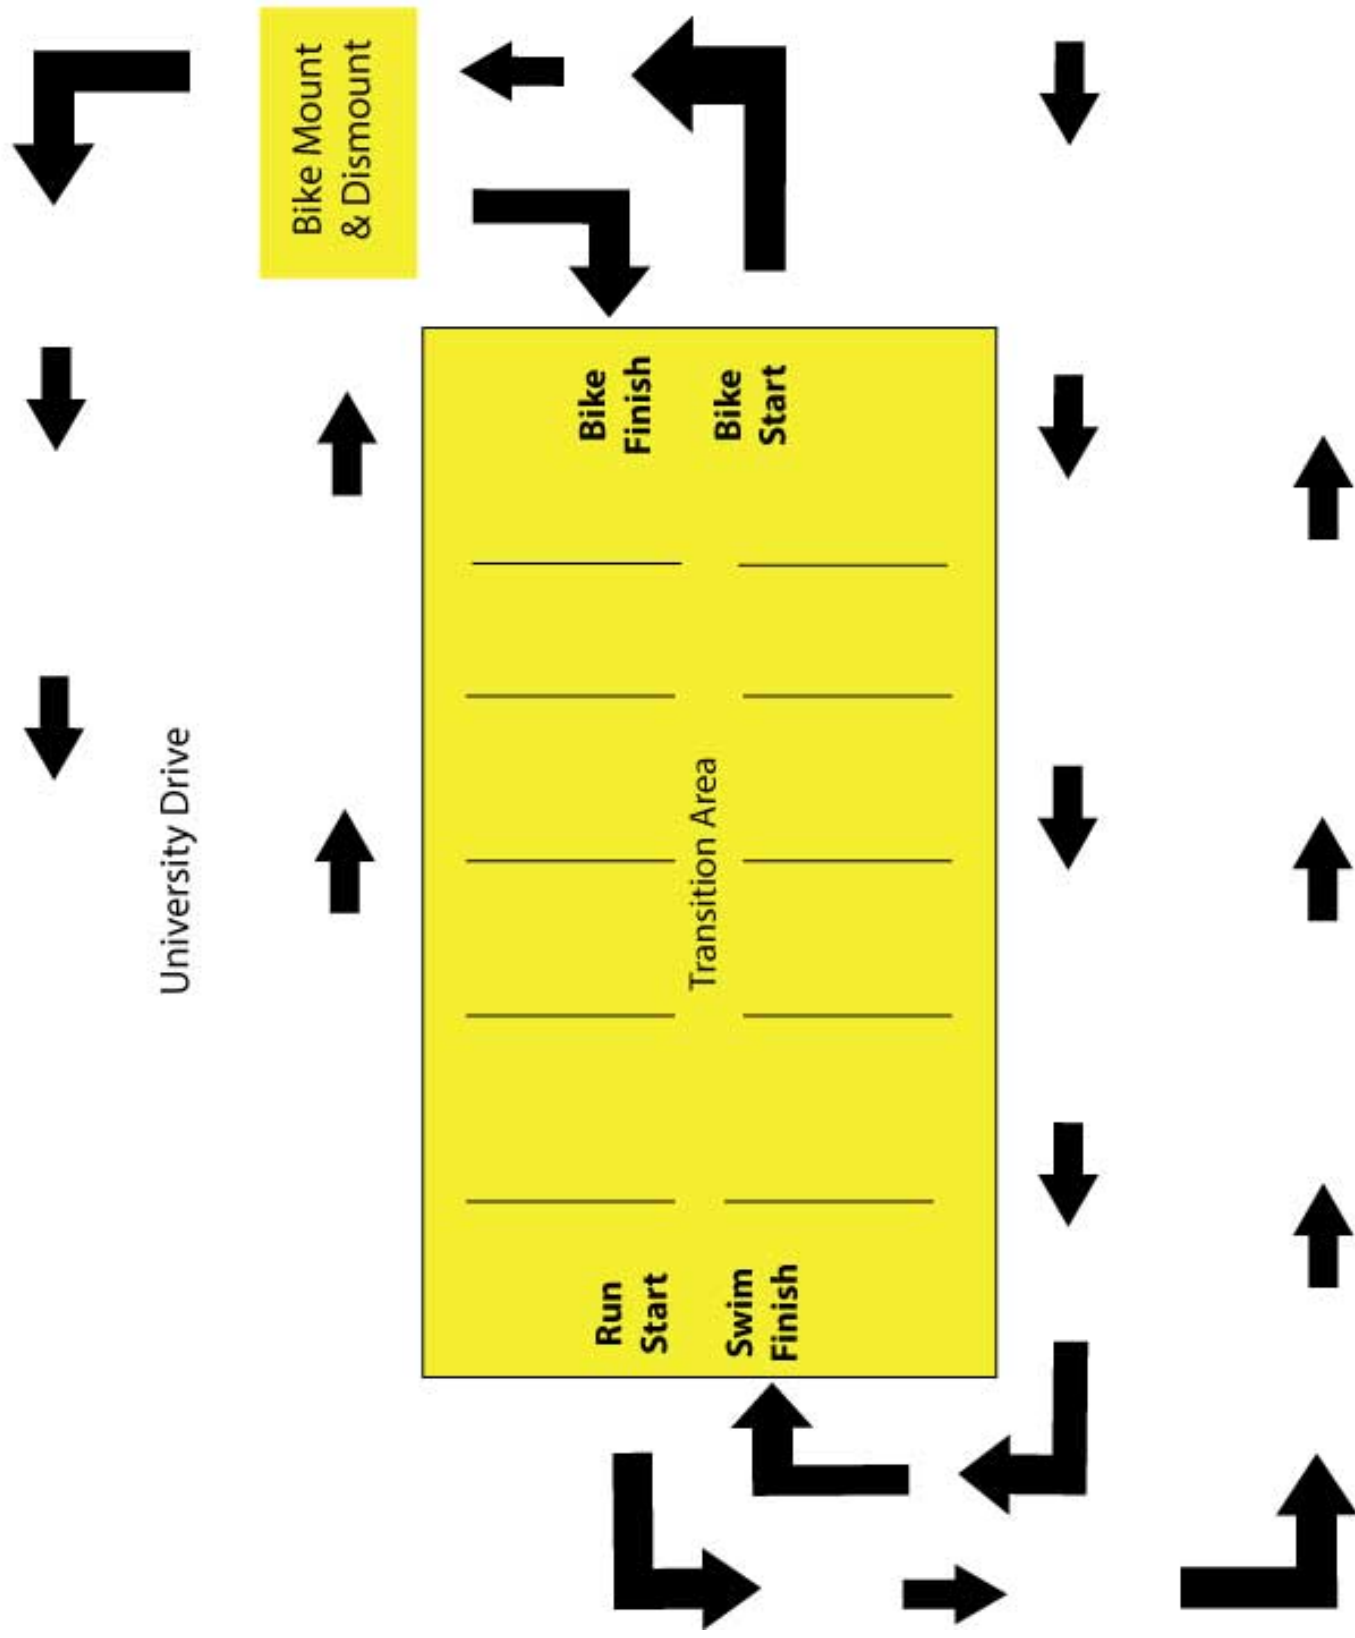 Bike Mount
& Dismount
Bike
Finish
Bike
Start
University Drive
Transition Area
Run
Start
Swim
Finish